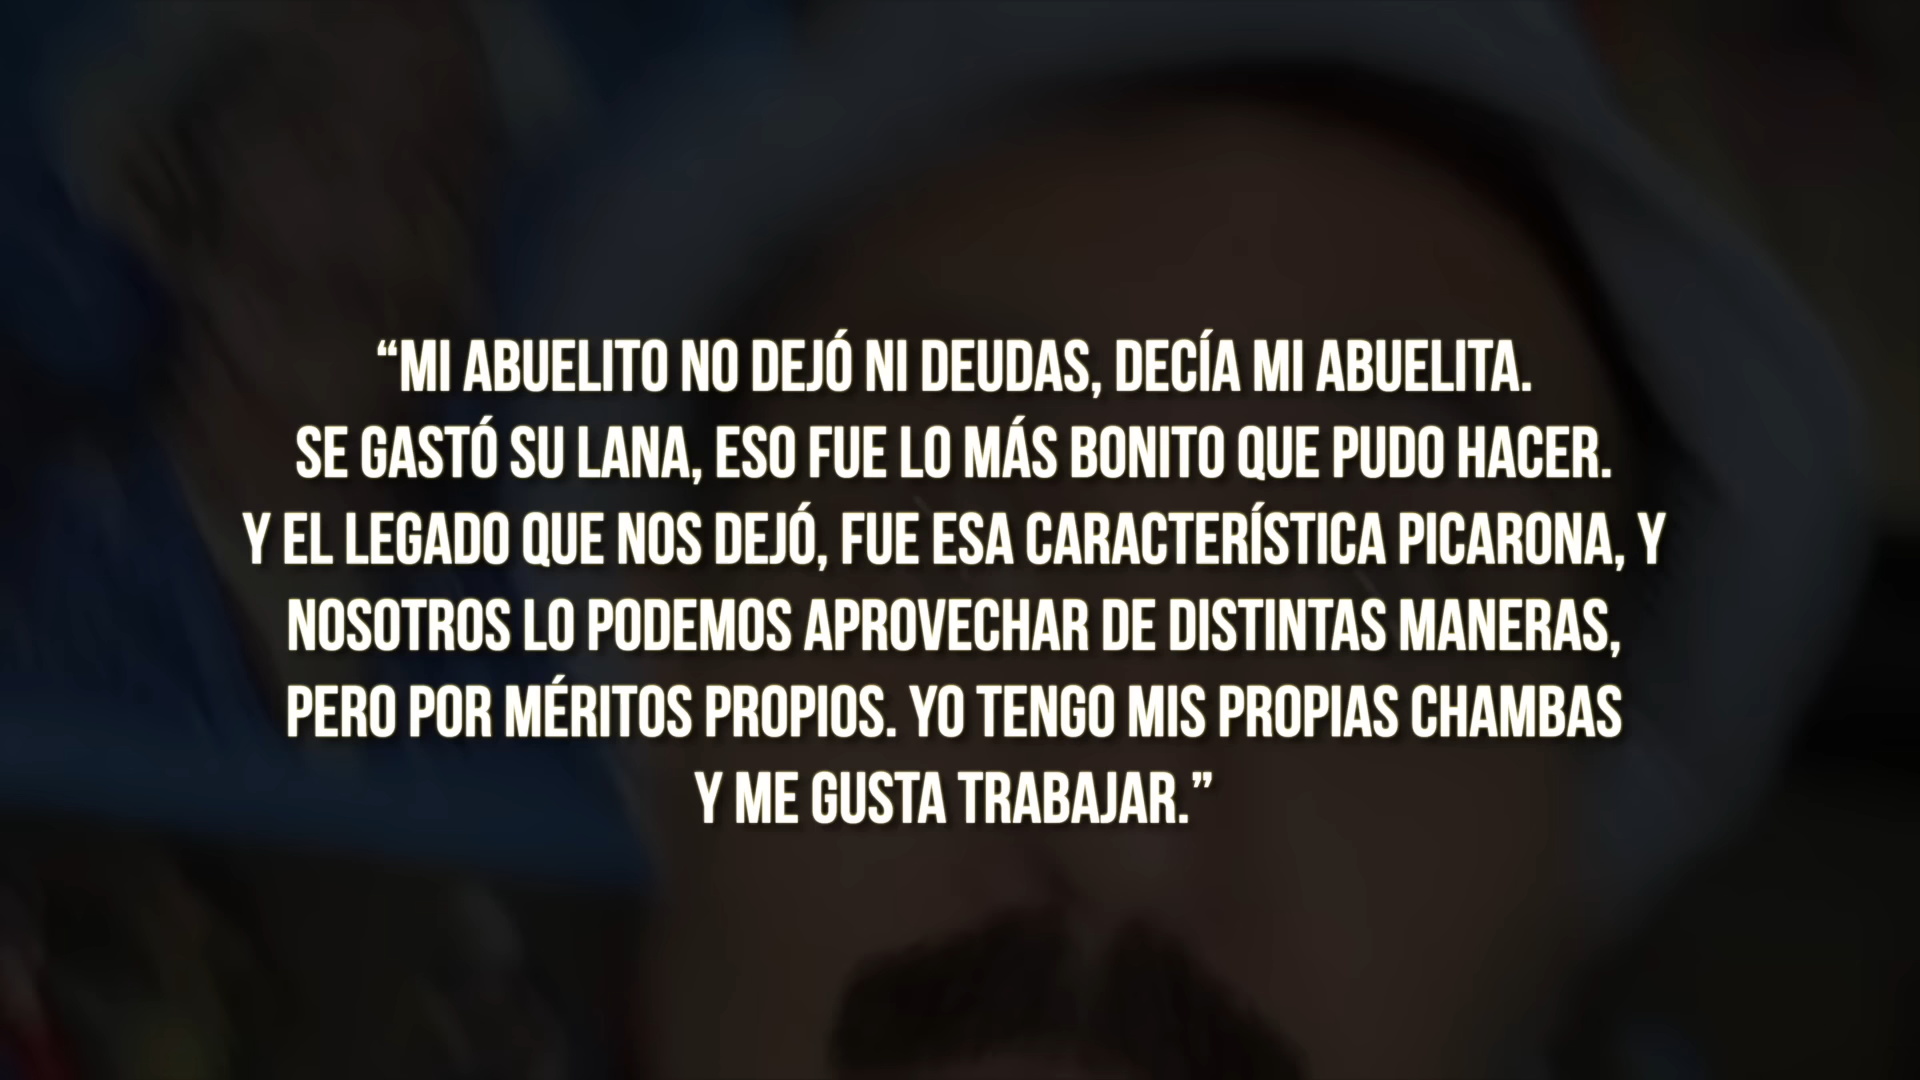 “MI ABUELITO NO DEJÓ NI DEUDAS, DECÍA MI ABUELITA.
SE GASTÓ SU LANA, ESO FUE LO MÁS BONITO QUE PUDO HACER.
Y EL LEGADO QUE NOS DEJÓ, FUE ESA CARACTERÍSTICA PICARONA, Y
NOSOTROS LO PODEMOS APROVECHAR DE DISTINTAS MANERAS,
PERO POR MÉRITOS PROPIOS. YO TENGO MIS PROPIAS CHAMBAS
Y ME GUSTA TRABAJAR.”